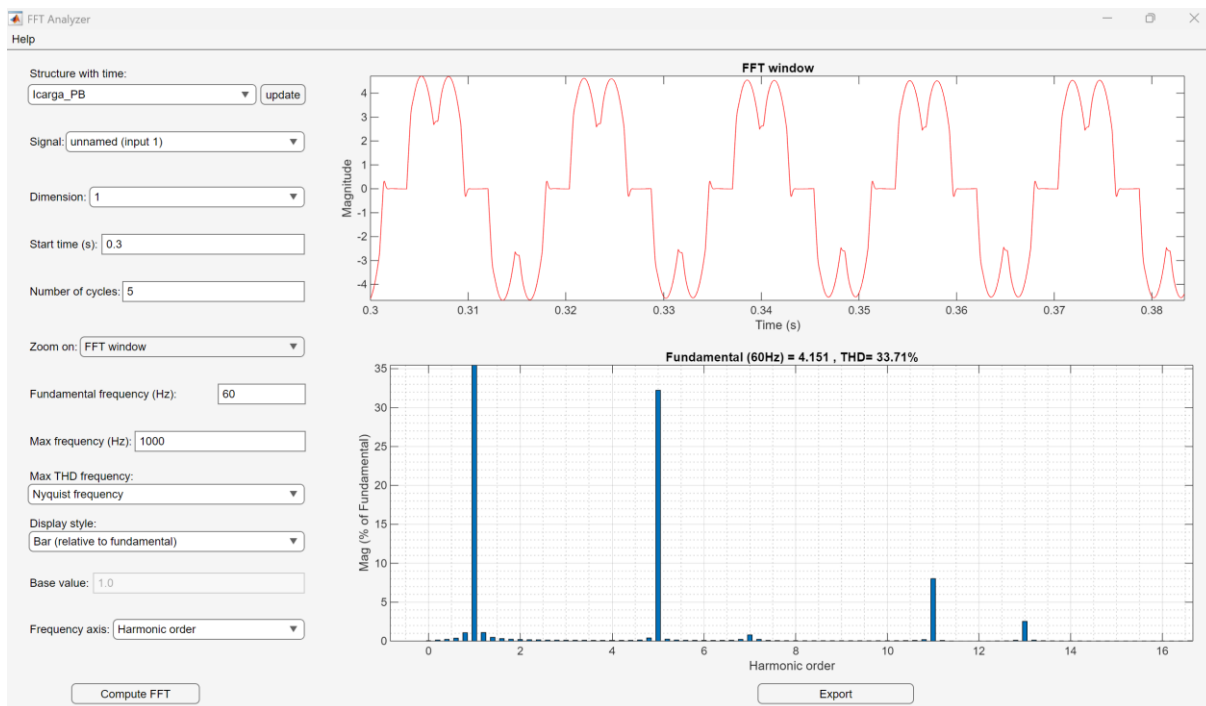 FFT Analyzer
Help
Structure with time:
Icarga_PB
update
Signal: unnamed (input 1)
Dimension: 1
Start time (s): 0.3
Number of cycles: 5
Zoom on: FFT window
Fundamental frequency (Hz): 60
Max frequency (Hz): 1000
Max THD frequency:
Nyquist frequency
Display style:
Bar (relative to fundamental)
Base value: 1.0
Frequency axis: Harmonic order
Compute FFT
FFT window
Magnitude
4
3
2
1
0
-1
-2
-3
-4
0.3 0.31 0.32 0.33 0.34 0.35 0.36 0.37 0.38
Time (s)
Fundamental (60Hz) = 4.151 , THD= 33.71%
Mag (% of Fundamental)
35
30
25
20
15
10
5
0
0 2 4 6 8 10 12 14 16
Harmonic order
Export